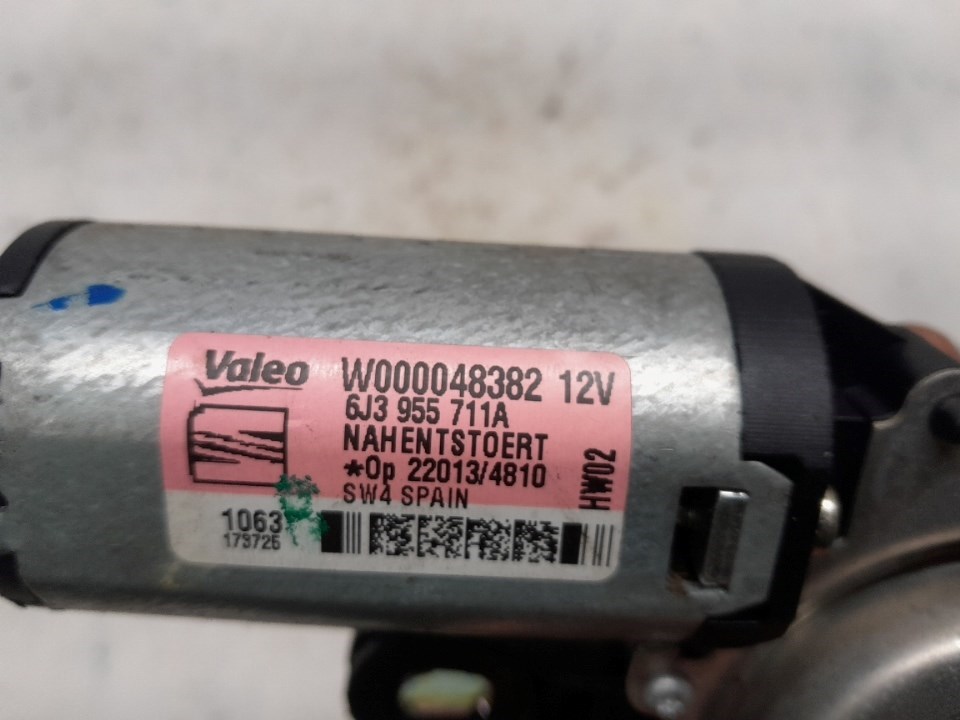 Valeo W000048382 12V
6J3 955 711A
NAHENTSTOERT
*Op 22013/4810
SW4 SPAIN
HW02
1063
173726